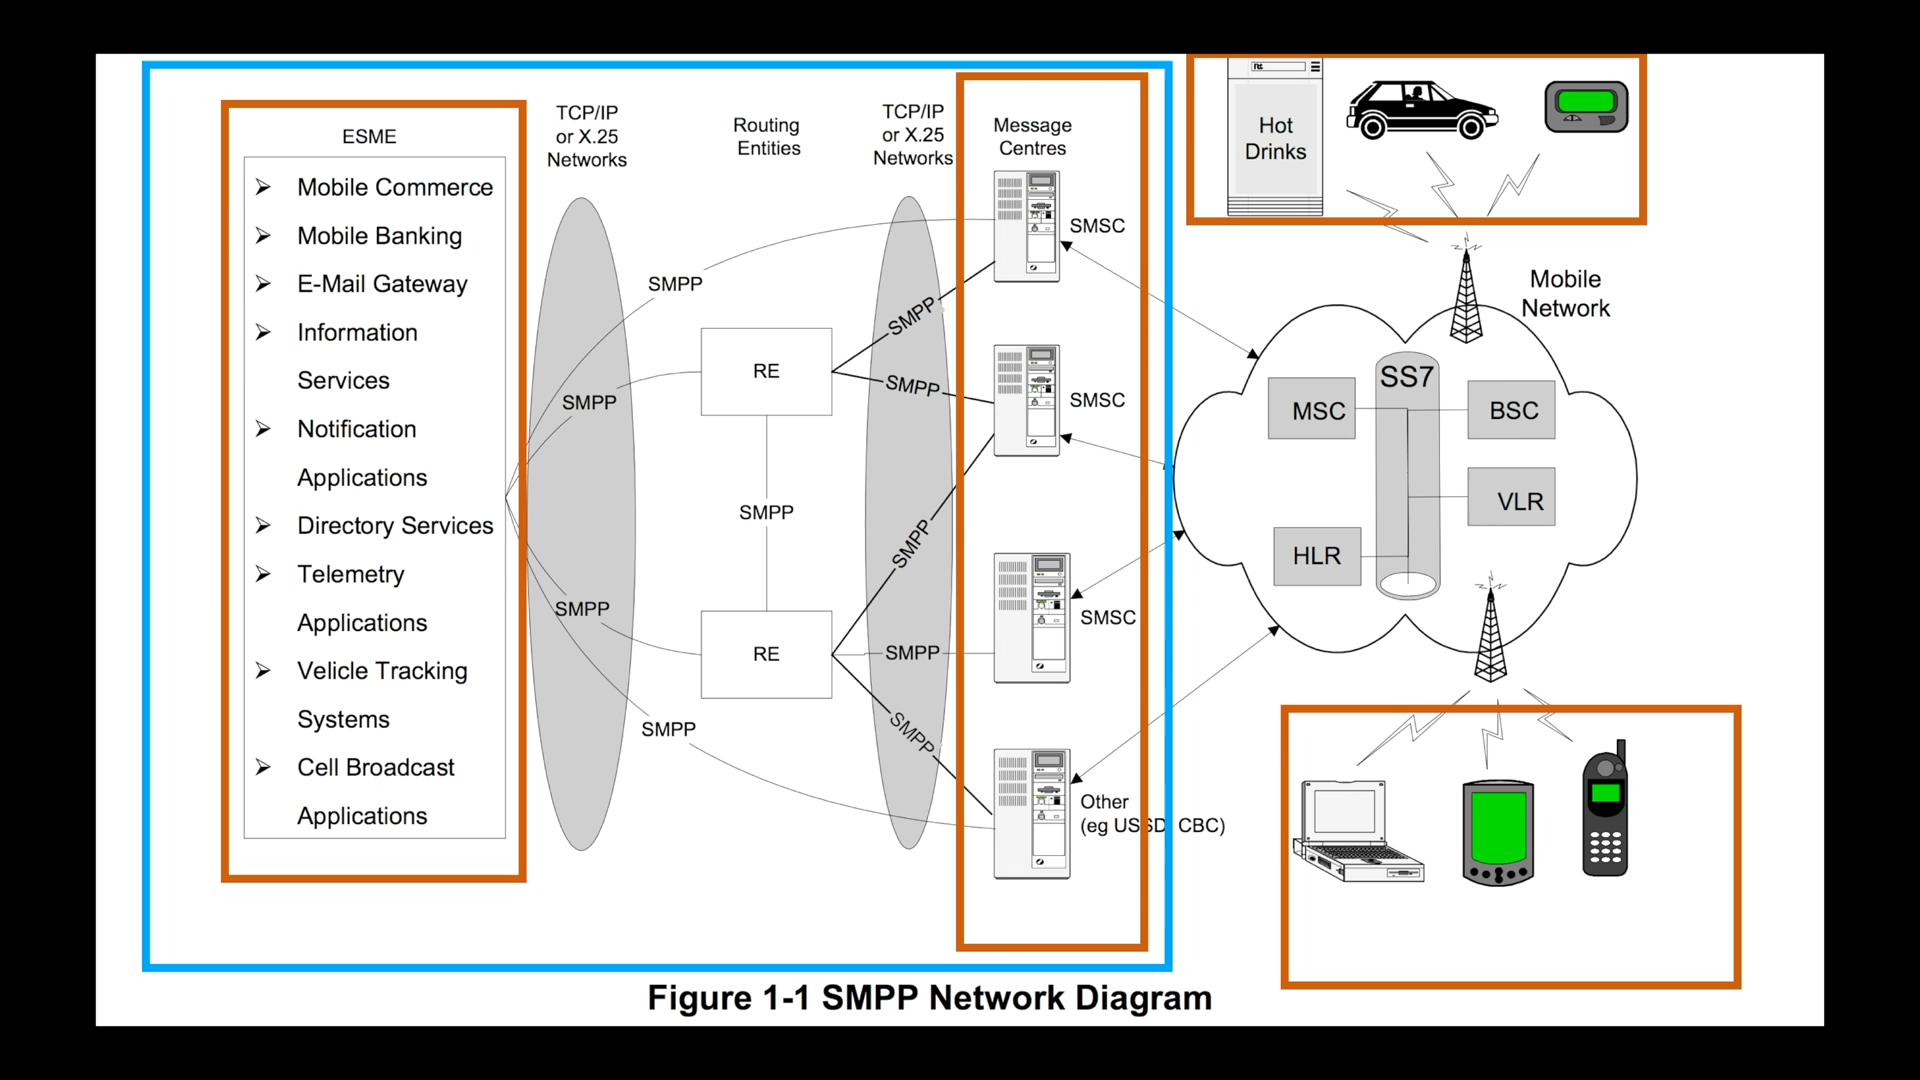 ESME
Mobile Commerce
Mobile Banking
E-Mail Gateway
Information
Services
Notification
Applications
Directory Services
Telemetry
Applications
Velicle Tracking
Systems
Cell Broadcast
Applications
TCP/IP
or X.25
Networks
Routing
Entities
TCP/IP
or X.25
Networks
Message
Centres
SMPP
SMPP
SMPP
SMPP
RE
SMPP
RE
SMPP
SMPP
SMPP
SMPP
SMPP
SMSC
SMSC
SMSC
Other
(eg USSD, CBC)
Hot
Drinks
Mobile
Network
SS7
MSC
BSC
VLR
HLR
Figure 1-1 SMPP Network Diagram